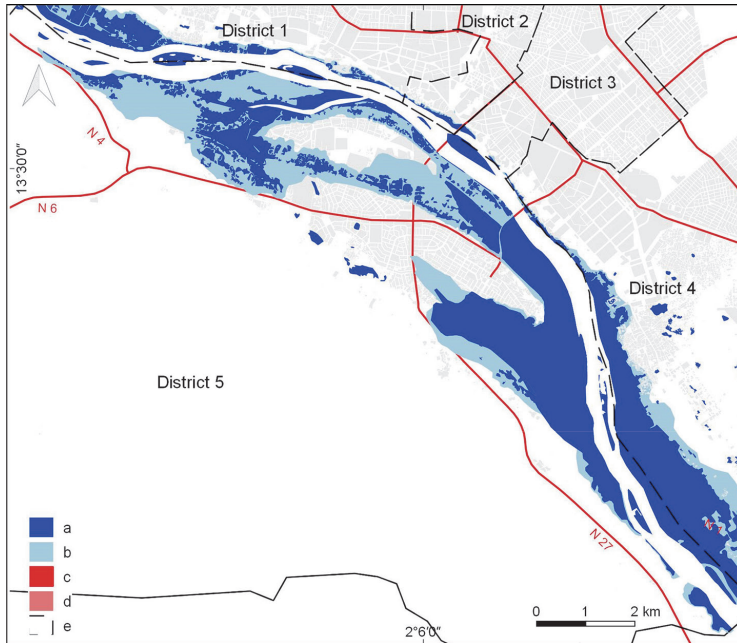 District 1
District 2
District 3
N 4
13°30'0"
N 6
District 4
District 5
a
b
c
d
e
N 27
0 1 2 km
2°6'0"